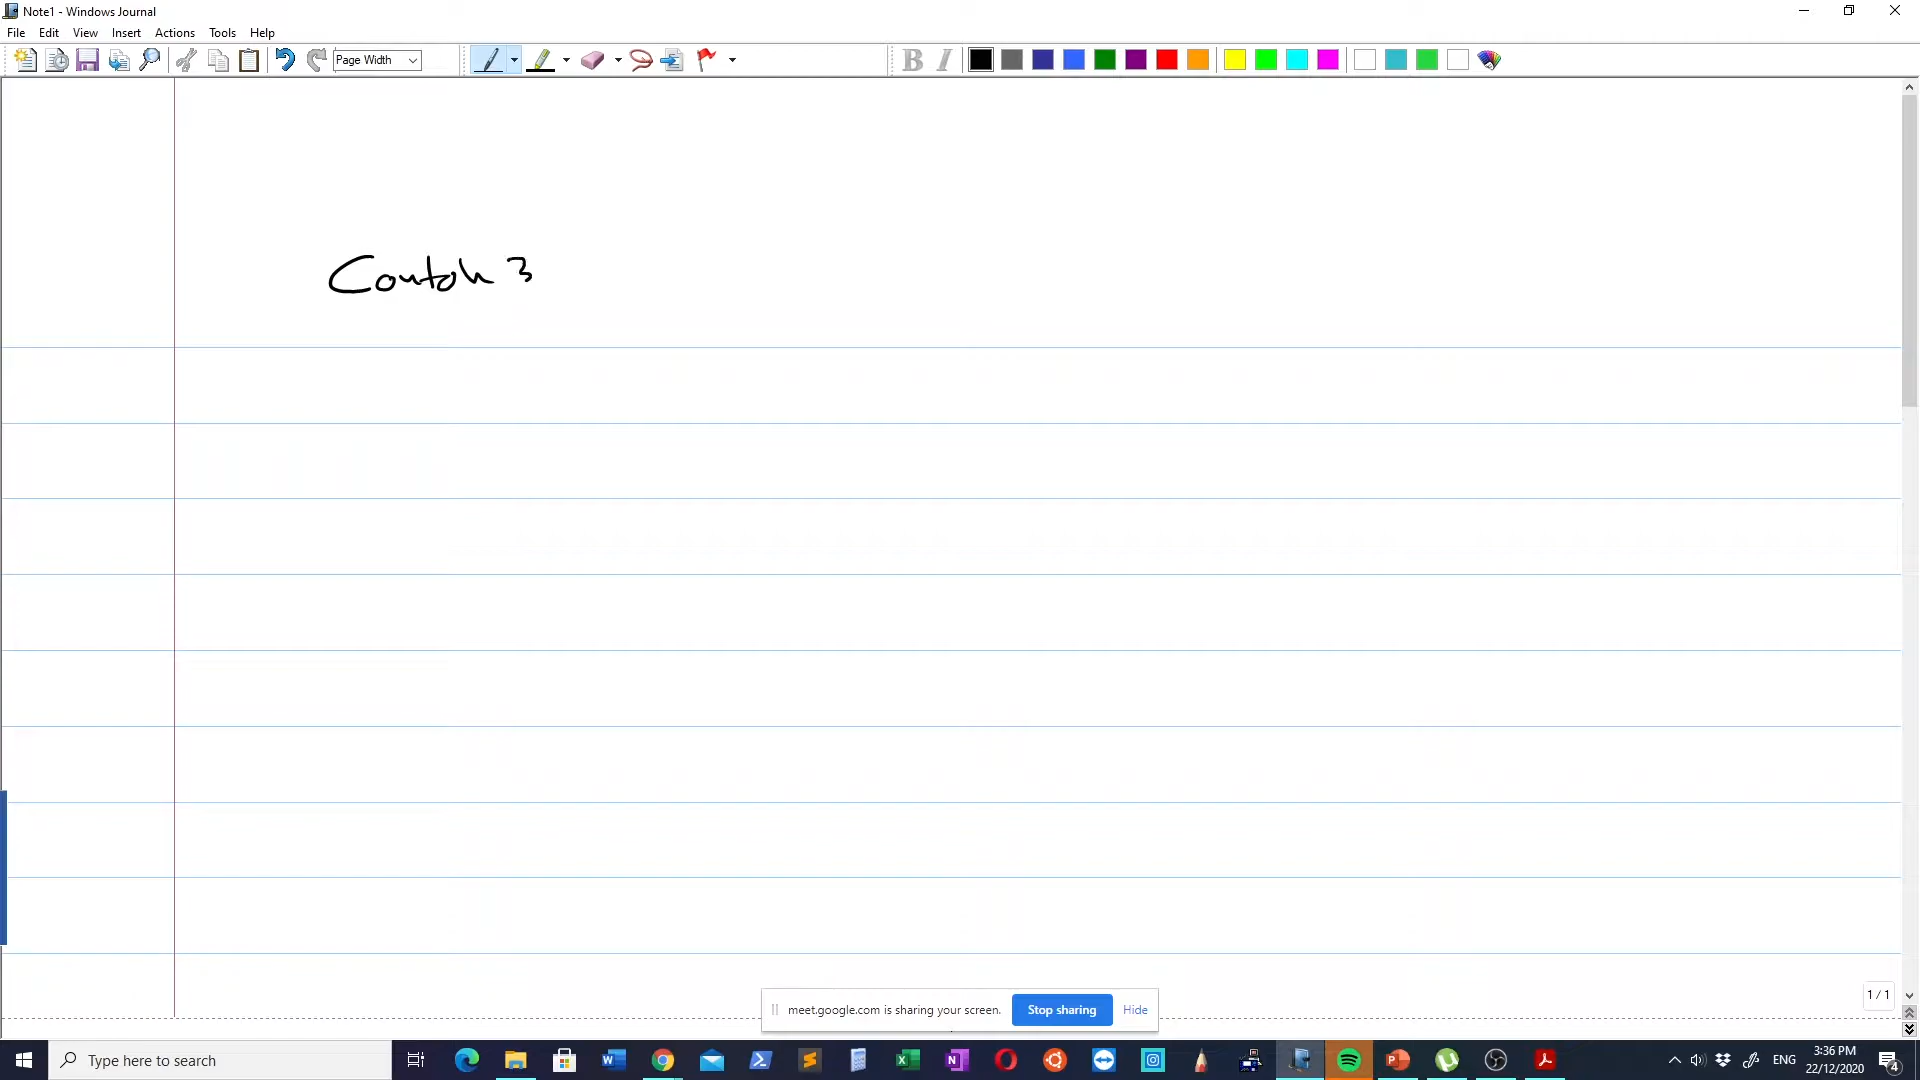 Note1 - Windows Journal
File Edit View Insert Actions Tools Help
Page Width
B I
Contoh 3
1 / 1
meet.google.com is sharing your screen. Stop sharing Hide
Type here to search
ENG
3:36 PM
22/12/2020
4